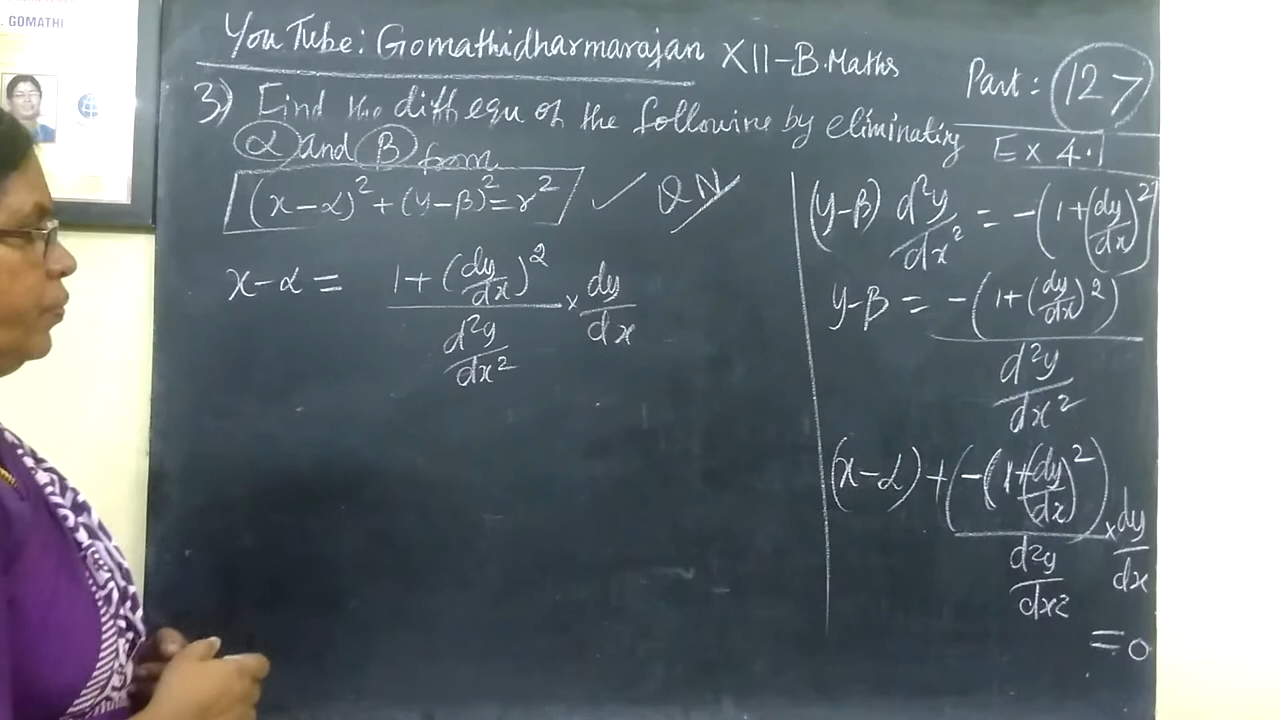 . GOMATHI
YouTube: Gomathidharmarajan XII-B.Maths
Part: 127
3) Find the diff equ of the following by eliminating
α and β from
Ex 4.1
(x-α)² + (y-β)² = r² ✓ QN
x-α = (1+(dy/dx)²)/(d²y/dx²) × dy/dx
(y-β) d²y/dx² = -(1+(dy/dx)²)
y-β = -(1+(dy/dx)²)/(d²y/dx²)
(x-α) + (-(1+(dy/dx)²)/(d²y/dx²)) × dy/dx
= 0